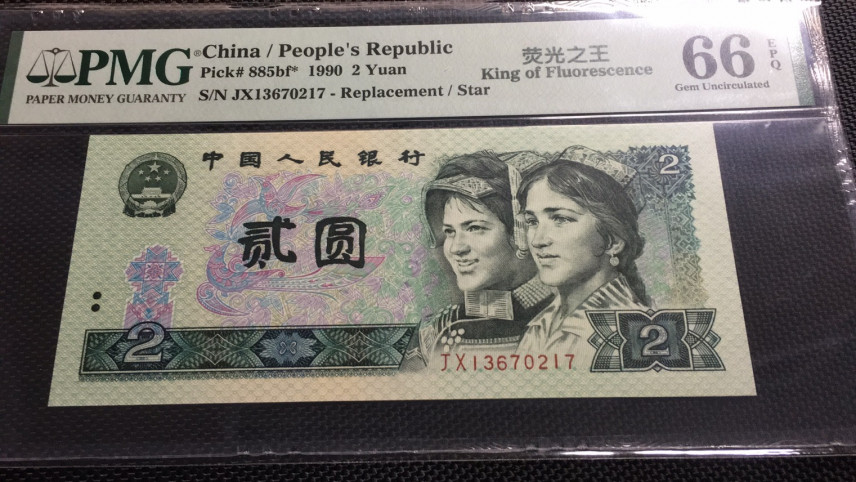 PMG
PAPER MONEY GUARANTY
®
China / People's Republic
Pick# 885bf* 1990 2 Yuan
S/N JX13670217 - Replacement / Star
荧光之王
King of Fluorescence
66 EPQ
Gem Uncirculated
中国人民银行
2
贰圆
2
2
JX13670217